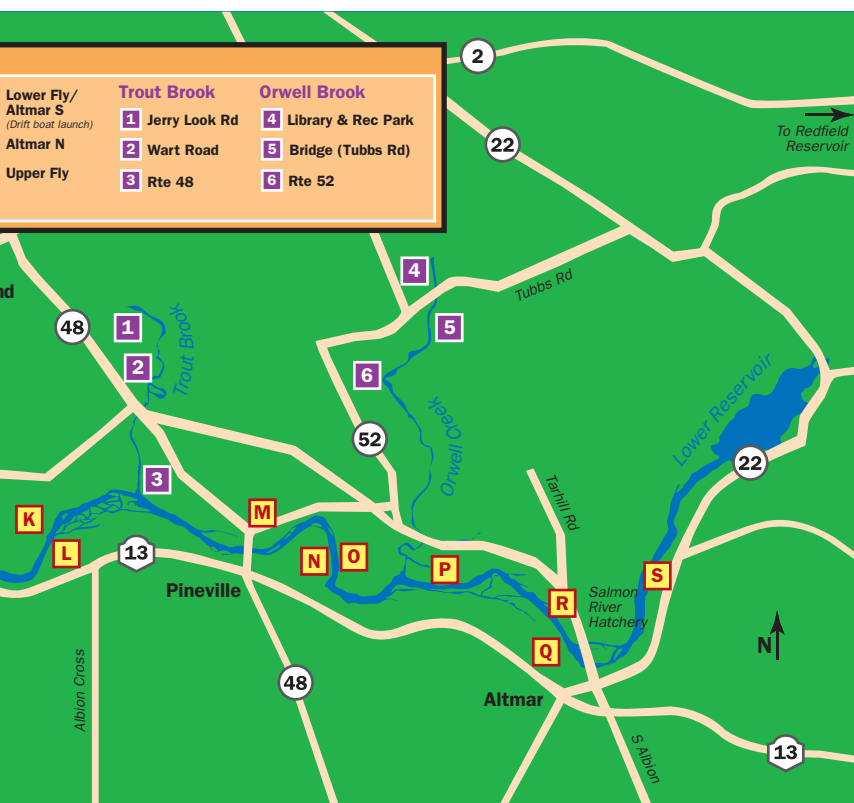 Lower Fly/
Altmar S
(Drift boat launch)
Altmar N
Upper Fly
Trout Brook
1 Jerry Look Rd
2 Wart Road
3 Rte 48
Orwell Brook
4 Library & Rec Park
5 Bridge (Tubbs Rd)
6 Rte 52
2
22
To Redfield
Reservoir
nd
48
1
2
Trout Brook
4
5
6
Tubbs Rd
52
Orwell Creek
Lower Reservoir
22
3
K
L
13
M
N
O
P
Tarhill Rd
R
S
Q
Salmon
River
Hatchery
Pineville
Albion Cross
48
Altmar
S Albion
N
13